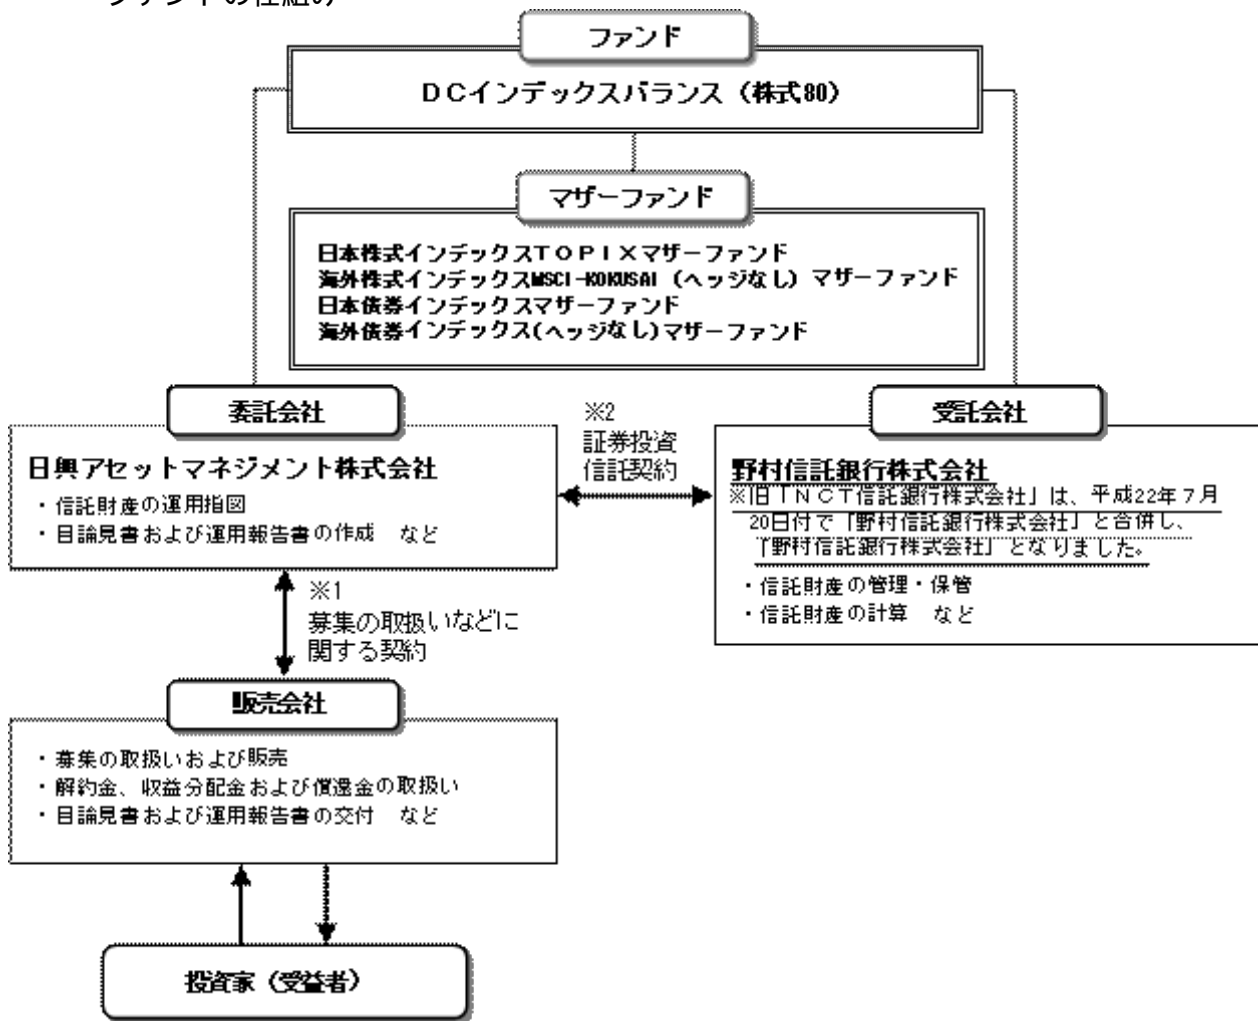 ファンドの仕組み
ファンド
DCインデックスバランス（株式80）
マザーファンド
日本株式インデックスTOPIXマザーファンド
海外株式インデックスMSCI-KOKUSAI（ヘッジなし）マザーファンド
日本債券インデックスマザーファンド
海外債券インデックス(ヘッジなし)マザーファンド
委託会社
日興アセットマネジメント株式会社
・信託財産の運用指図
・目論見書および運用報告書の作成　など
※2
証券投資
信託契約
受託会社
野村信託銀行株式会社
※旧「NCT信託銀行株式会社」は、平成22年7月
20日付で「野村信託銀行株式会社」と合併し、
「野村信託銀行株式会社」となりました。
・信託財産の管理・保管
・信託財産の計算　など
※1
募集の取扱いなどに
関する契約
販売会社
・募集の取扱いおよび販売
・解約金、収益分配金および償還金の取扱い
・目論見書および運用報告書の交付　など
投資家（受益者）